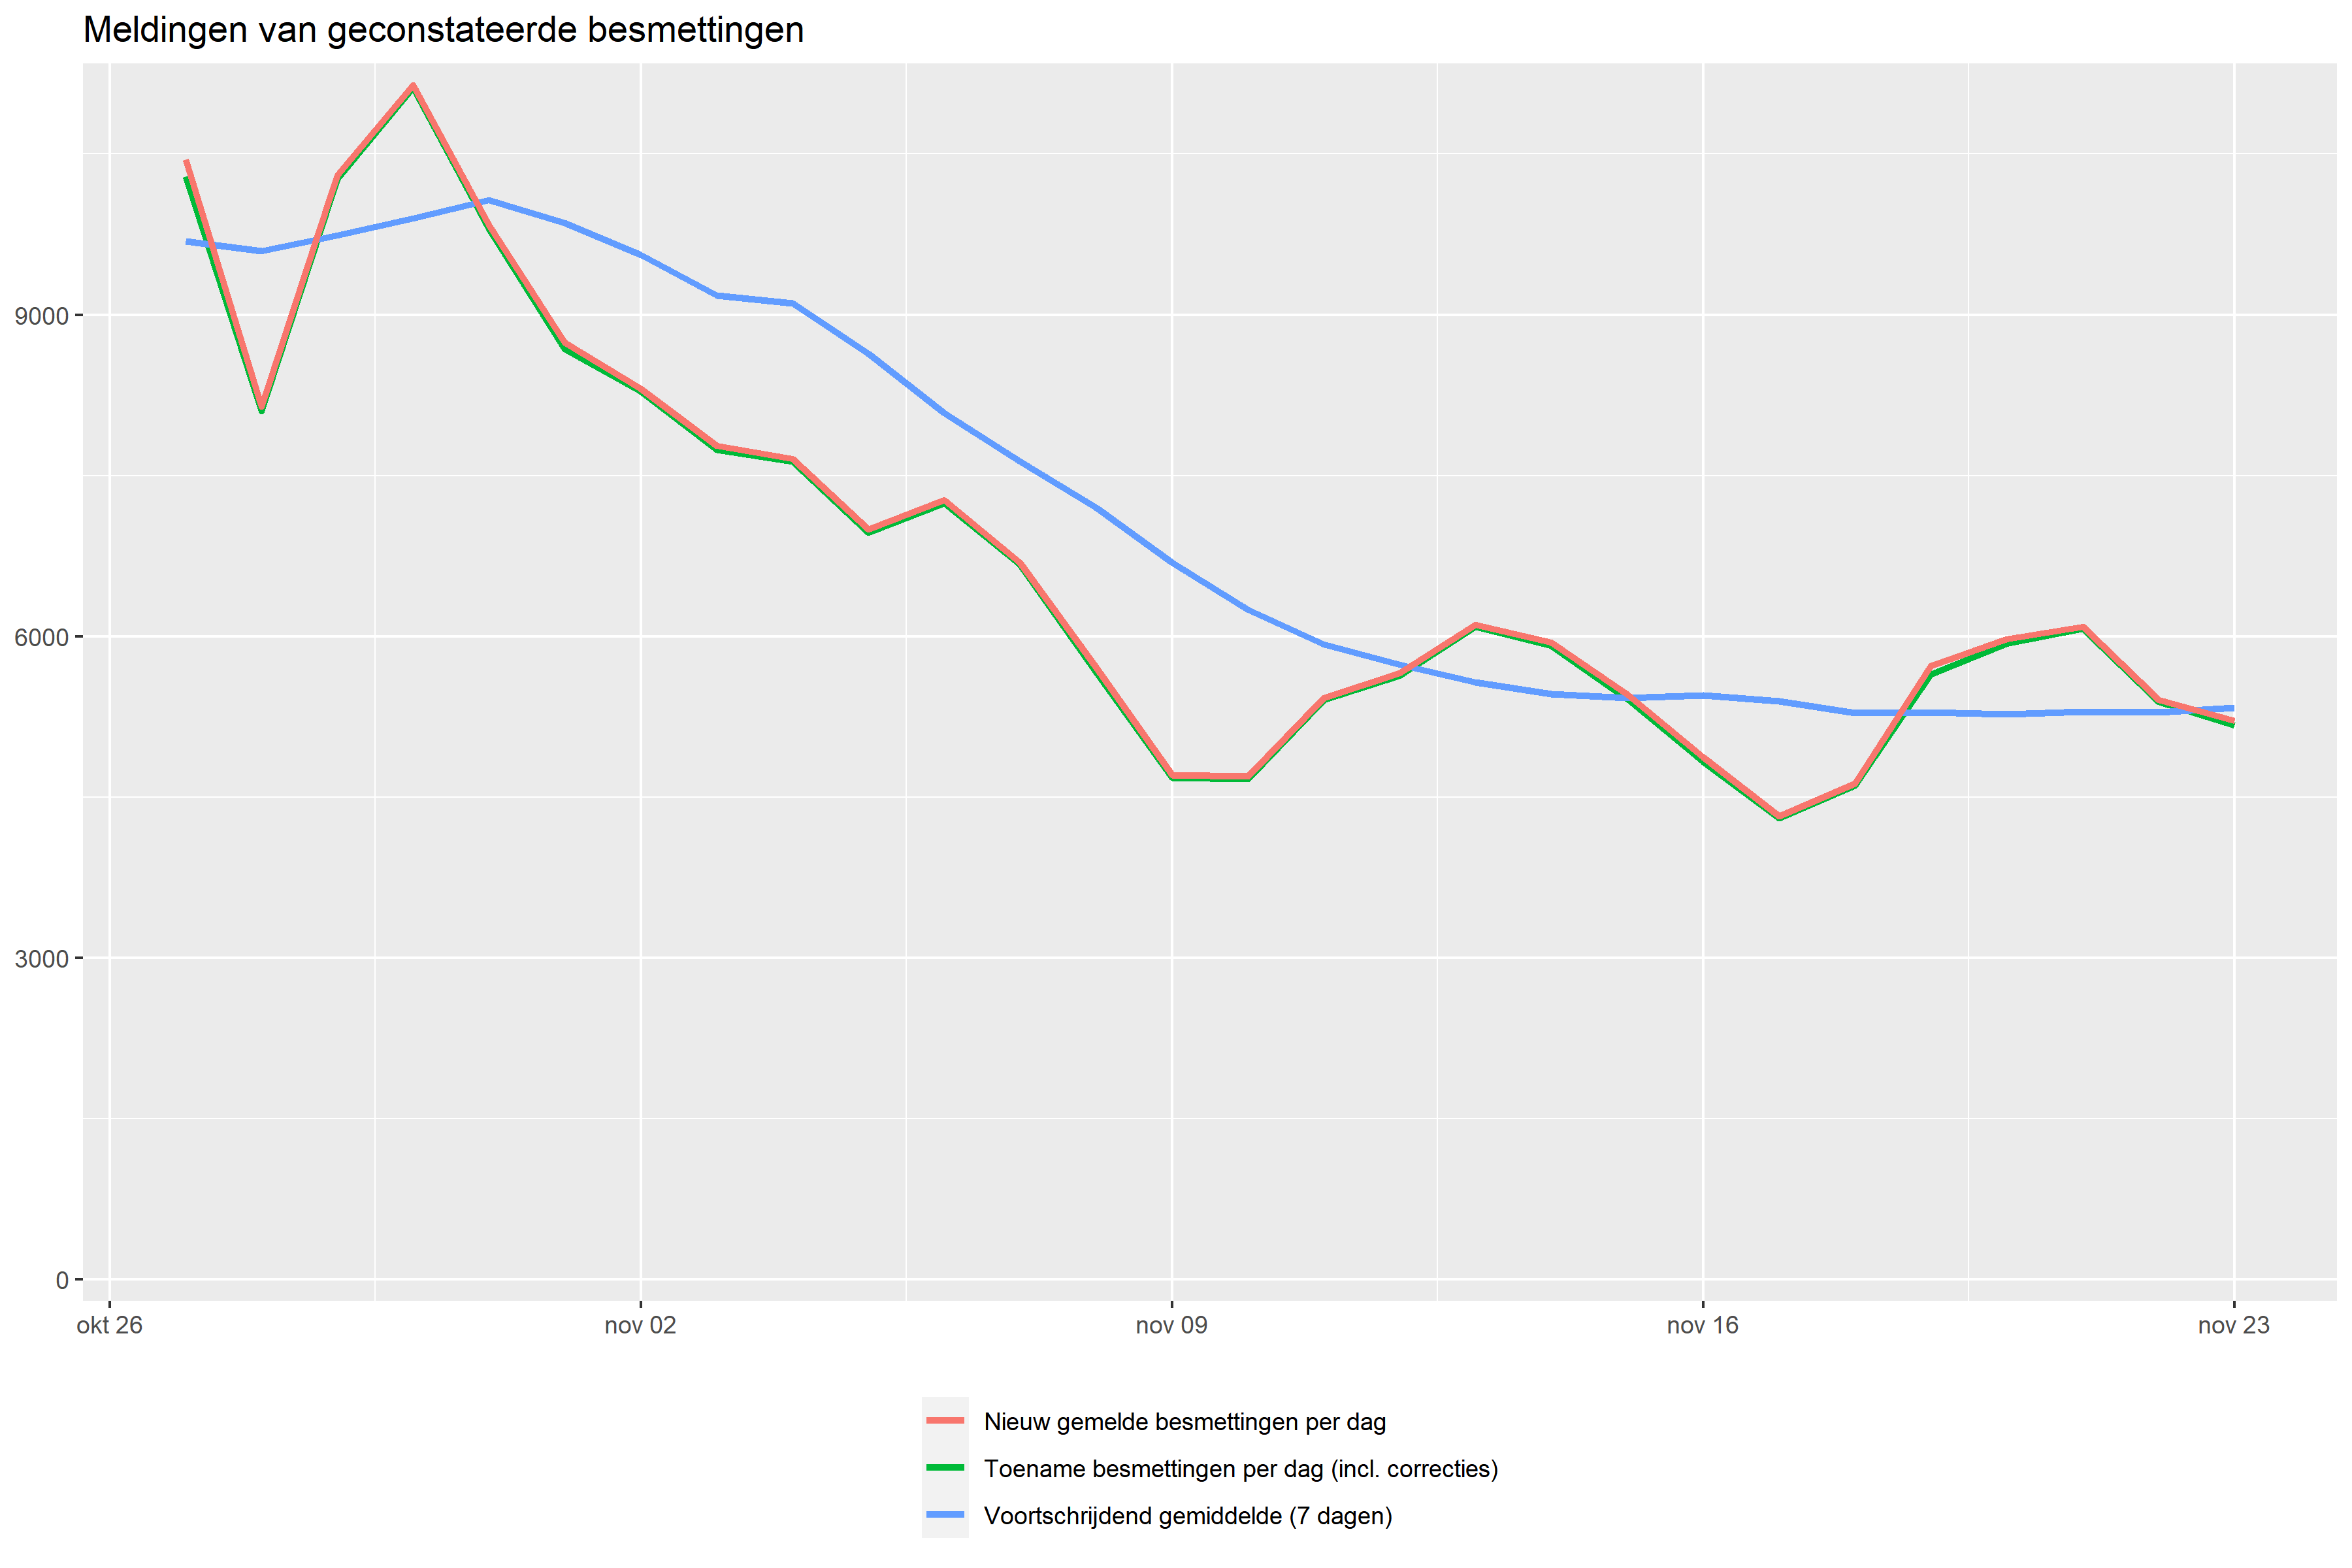 Meldingen van geconstateerde besmettingen
9000
6000
3000
0
okt 26
nov 02
nov 09
nov 16
nov 23
Nieuw gemelde besmettingen per dag
Toename besmettingen per dag (incl. correcties)
Voortschrijdend gemiddelde (7 dagen)